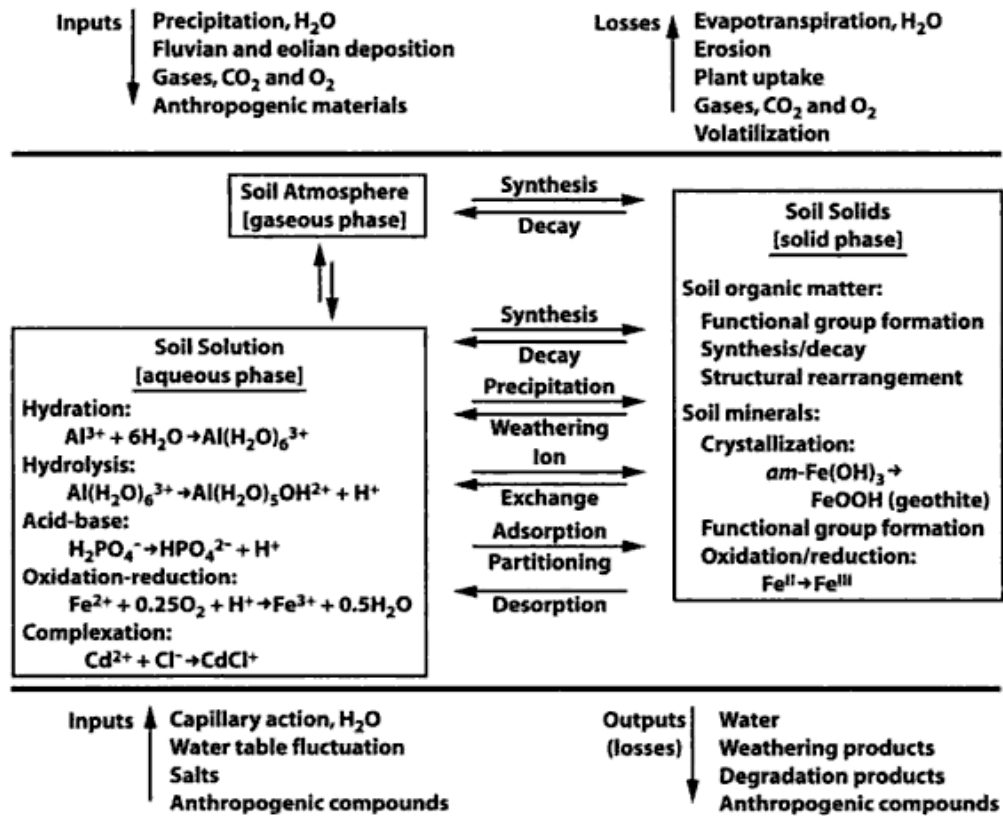 Inputs
Precipitation, H₂O
Fluvian and eolian deposition
Gases, CO₂ and O₂
Anthropogenic materials
Losses
Evapotranspiration, H₂O
Erosion
Plant uptake
Gases, CO₂ and O₂
Volatilization
Soil Atmosphere
[gaseous phase]
Synthesis
Decay
Soil Solution
[aqueous phase]
Hydration:
Al³⁺ + 6H₂O→Al(H₂O)₆³⁺
Hydrolysis:
Al(H₂O)₆³⁺→Al(H₂O)₅OH²⁺ + H⁺
Acid-base:
H₂PO₄⁻→HPO₄²⁻ + H⁺
Oxidation-reduction:
Fe²⁺ + 0.25O₂ + H⁺→Fe³⁺ + 0.5H₂O
Complexation:
Cd²⁺ + Cl⁻→CdCl⁺
Synthesis
Decay
Precipitation
Weathering
Ion
Exchange
Adsorption
Partitioning
Desorption
Soil Solids
[solid phase]
Soil organic matter:
Functional group formation
Synthesis/decay
Structural rearrangement
Soil minerals:
Crystallization:
am-Fe(OH)₃→
FeOOH (geothite)
Functional group formation
Oxidation/reduction:
Feᴵᴵ→Feᴵᴵᴵ
Inputs
Capillary action, H₂O
Water table fluctuation
Salts
Anthropogenic compounds
Outputs
(losses)
Water
Weathering products
Degradation products
Anthropogenic compounds